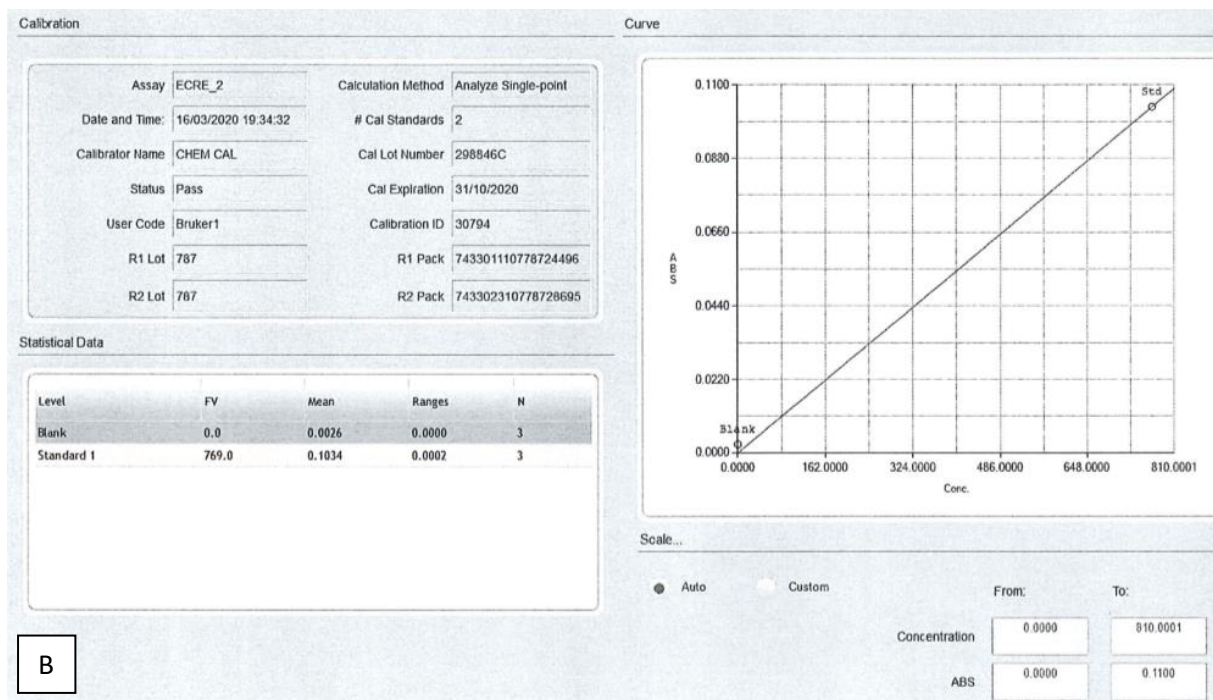 Calibration
Assay ECRE_2 Calculation Method Analyze Single-point
Date and Time: 16/03/2020 19:34:32 # Cal Standards 2
Calibrator Name CHEM CAL Cal Lot Number 298846C
Status Pass Cal Expiration 31/10/2020
User Code Bruker1 Calibration ID 30794
R1 Lot 787 R1 Pack 743301110778724496
R2 Lot 787 R2 Pack 743302310778728695
Statistical Data
Level FV Mean Ranges N
Blank 0.0 0.0026 0.0000 3
Standard 1 769.0 0.1034 0.0002 3
B
Curve
0.1100
Std
0.0880
0.0660
ABS
0.0440
0.0220
Blank
0.0000
0.0000 162.0000 324.0000 486.0000 648.0000 810.0001
Conc.
Scale...
Auto Custom
From: To:
Concentration 0.0000 810.0001
ABS 0.0000 0.1100